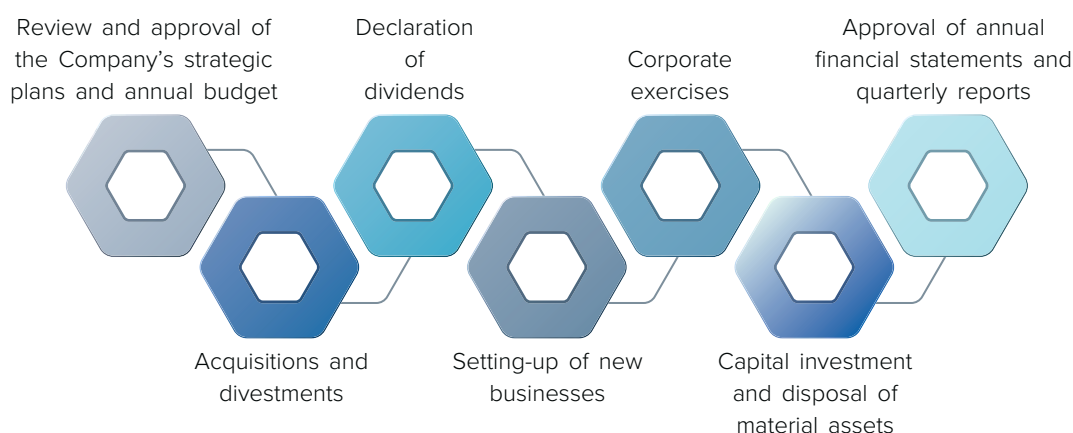 Review and approval of
the Company’s strategic
plans and annual budget
Acquisitions and
divestments
Declaration
of
dividends
Setting-up of new
businesses
Corporate
exercises
Capital investment
and disposal of
material assets
Approval of annual
financial statements and
quarterly reports